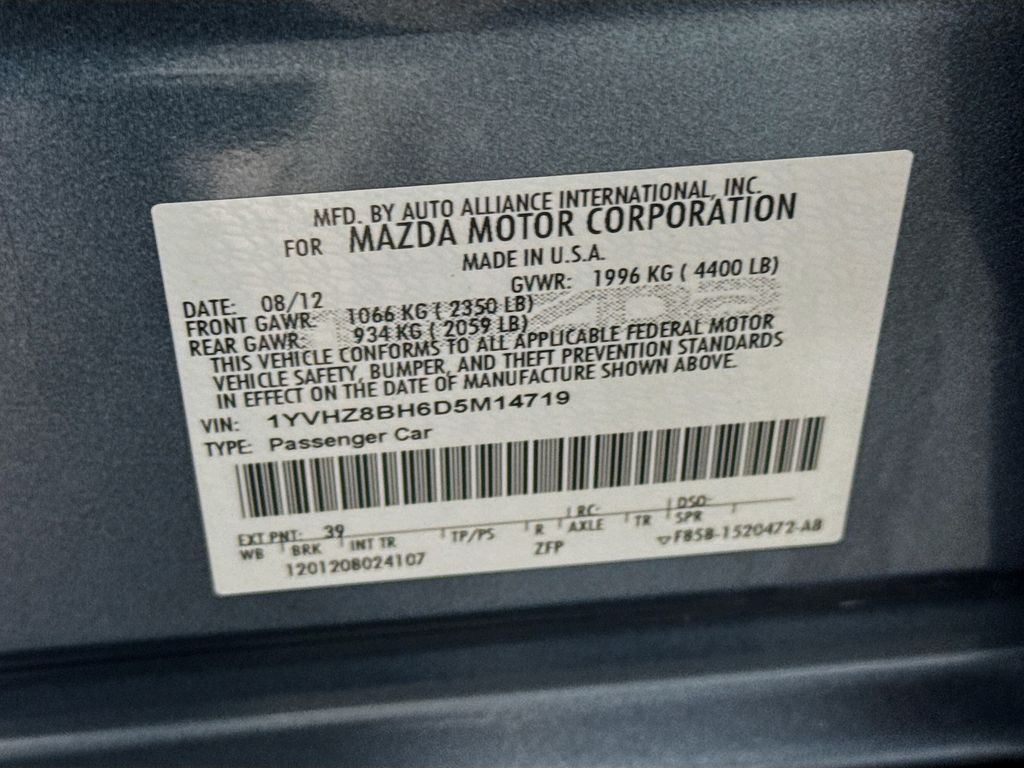 MFD. BY AUTO ALLIANCE INTERNATIONAL, INC.
FOR MAZDA MOTOR CORPORATION
MADE IN U.S.A.
DATE: 08/12 GVWR: 1996 KG ( 4400 LB)
FRONT GAWR: 1066 KG ( 2350 LB)
REAR GAWR: 934 KG ( 2059 LB)
THIS VEHICLE CONFORMS TO ALL APPLICABLE FEDERAL MOTOR
VEHICLE SAFETY, BUMPER, AND THEFT PREVENTION STANDARDS
IN EFFECT ON THE DATE OF MANUFACTURE SHOWN ABOVE.
VIN: 1YVHZ8BH6D5M14719
TYPE: Passenger Car
EXT PNT: 39 RC: DSO:
WB BRK INT TR TP/PS R AXLE TR SPR
1201208024107 ZFP F85B-1520472-AB